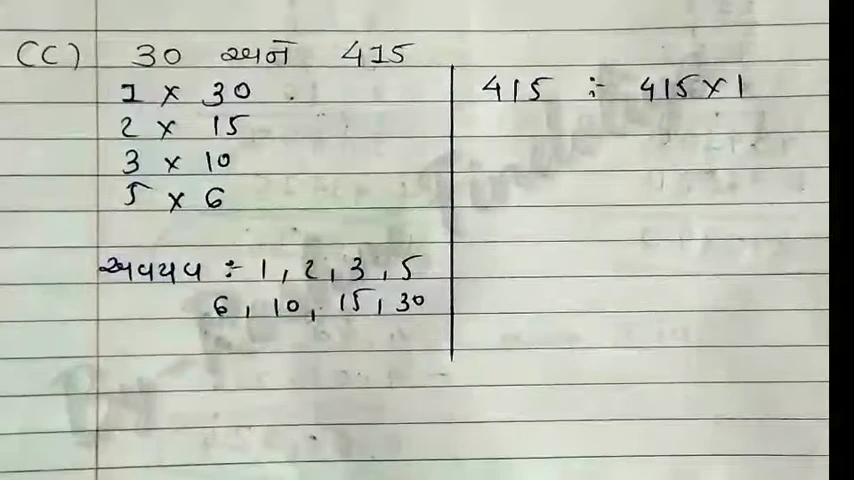 (C) 30 અને 415
1 × 30
2 × 15
3 × 10
5 × 6
અવયવ ÷ 1, 2, 3, 5
6, 10, 15, 30
415 ÷ 415 × 1